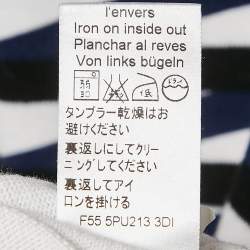 l'envers
Iron on inside out
Planchar al reves
Von links bügeln
タンブラー乾燥はお
避けください
裏返しにしてクリー
ニングしてください
裏返してアイ
ロンを掛ける
F55 5PU213 3DI